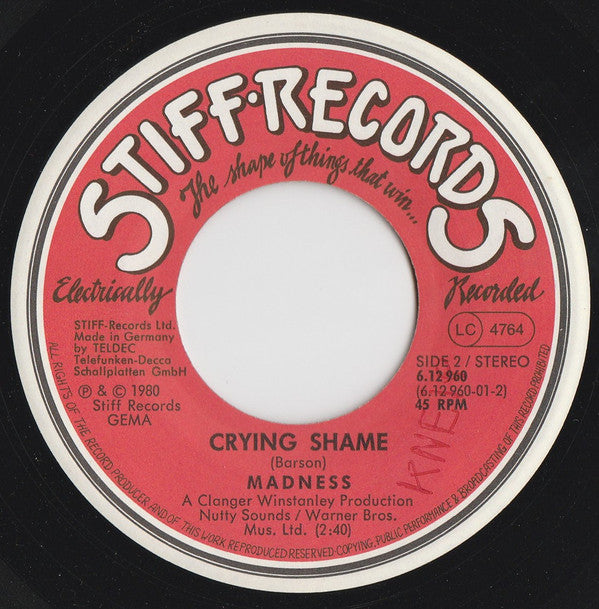 STIFF·RECORDS
The shape of things that win...
Electrically
Recorded
STIFF-Records Ltd.
Made in Germany
by TELDEC
Telefunken-Decca
Schallplatten GmbH
Ⓟ & © 1980
Stiff Records
GEMA
LC 4764
SIDE 2 / STEREO
6.12 960
(6.12 960-01-2)
45 RPM
KNE
CRYING SHAME
(Barson)
MADNESS
A Clanger Winstanley Production
Nutty Sounds / Warner Bros.
Mus. Ltd. (2:40)
ALL RIGHTS OF THE RECORD PRODUCER AND OF THIS WORK REPRODUCED RESERVED COPYING, PUBLIC PERFORMANCE & BROADCASTING OF THIS RECORD PROHIBITED